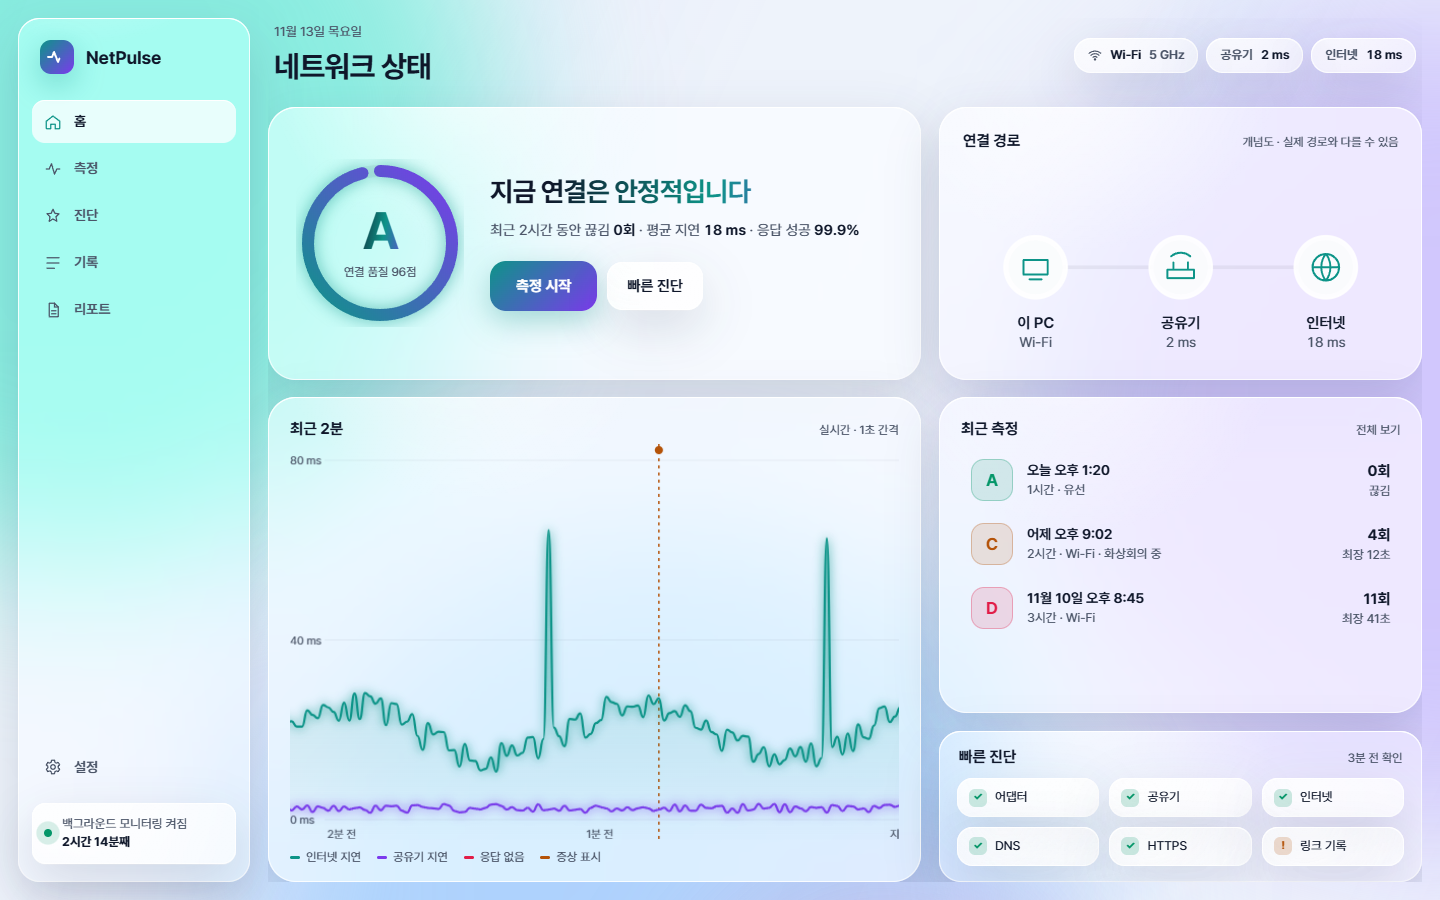 NetPulse
홈
측정
진단
기록
리포트
설정
백그라운드 모니터링 켜짐
2시간 14분째
11월 13일 목요일
네트워크 상태
Wi-Fi 5 GHz
공유기 2 ms
인터넷 18 ms
A
연결 품질 96점
지금 연결은 안정적입니다
최근 2시간 동안 끊김 0회 · 평균 지연 18 ms · 응답 성공 99.9%
측정 시작
빠른 진단
연결 경로
개념도 · 실제 경로와 다를 수 있음
이 PC
Wi-Fi
공유기
2 ms
인터넷
18 ms
최근 2분
실시간 · 1초 간격
80 ms
40 ms
0 ms
2분 전
1분 전
지
인터넷 지연
공유기 지연
응답 없음
증상 표시
최근 측정
전체 보기
A
오늘 오후 1:20
1시간 · 유선
0회
끊김
C
어제 오후 9:02
2시간 · Wi-Fi · 화상회의 중
4회
최장 12초
D
11월 10일 오후 8:45
3시간 · Wi-Fi
11회
최장 41초
빠른 진단
3분 전 확인
어댑터
공유기
인터넷
DNS
HTTPS
! 링크 기록